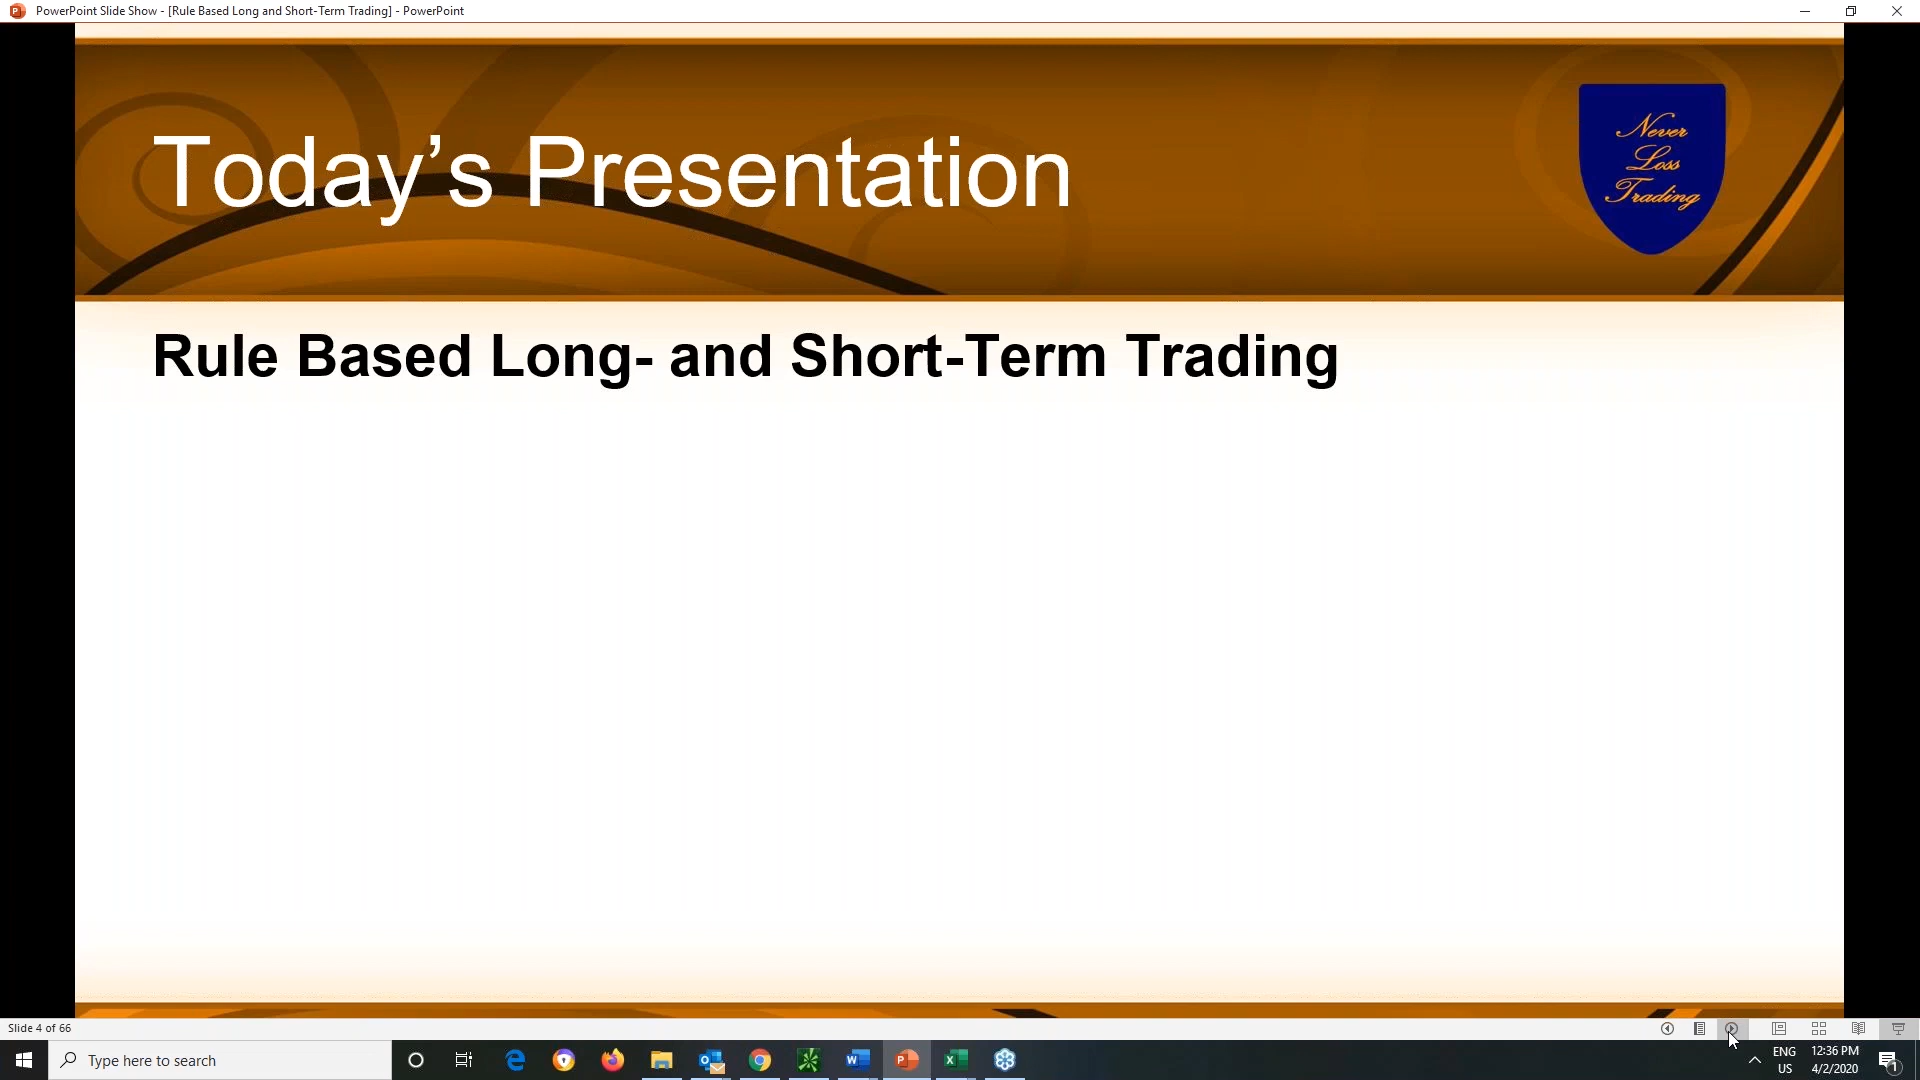 PowerPoint Slide Show - [Rule Based Long and Short-Term Trading] - PowerPoint
Today’s Presentation
Never
Loss
Trading
Rule Based Long- and Short-Term Trading
Slide 4 of 66
Type here to search
ENG
US
12:36 PM
4/2/2020
1